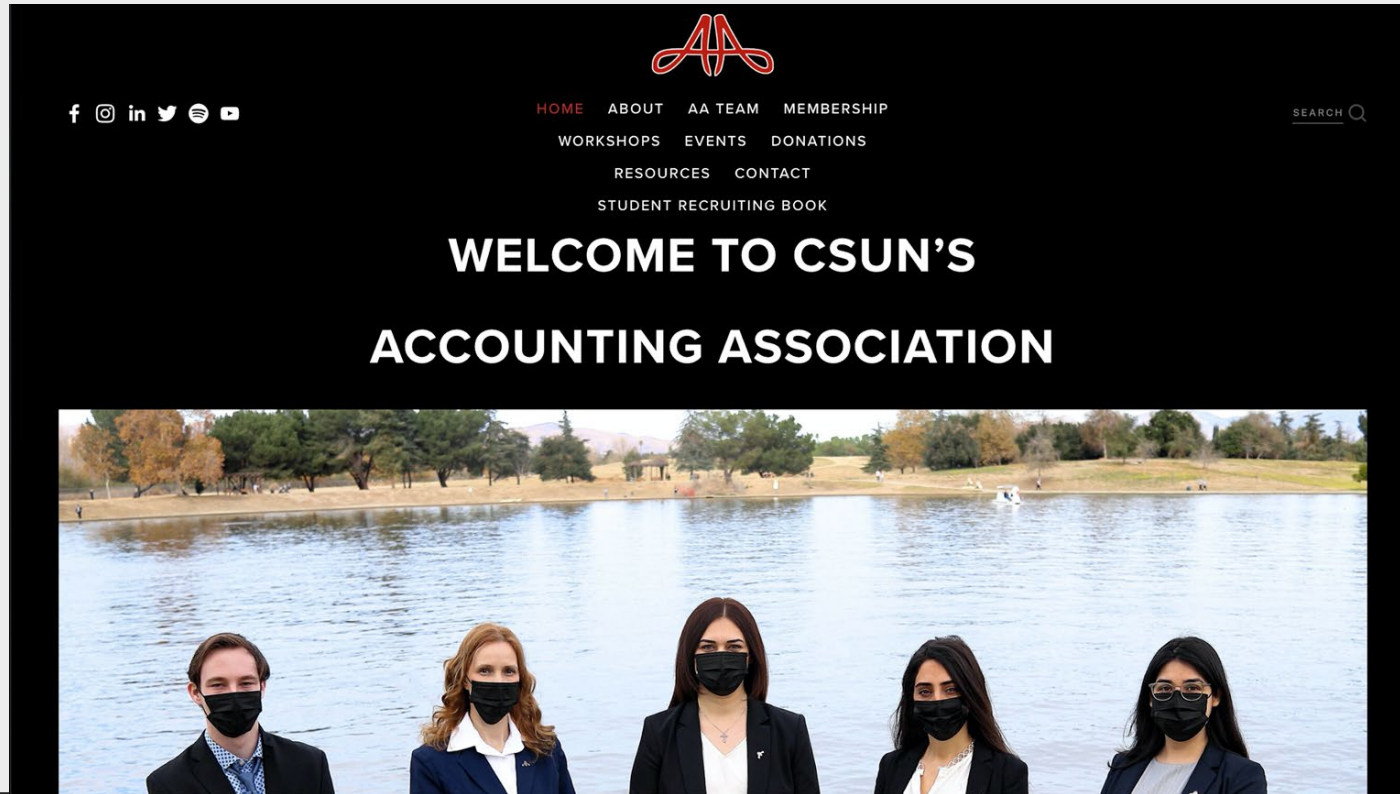 AA
HOME ABOUT AA TEAM MEMBERSHIP
SEARCH
WORKSHOPS EVENTS DONATIONS
RESOURCES CONTACT
STUDENT RECRUITING BOOK
WELCOME TO CSUN’S
ACCOUNTING ASSOCIATION